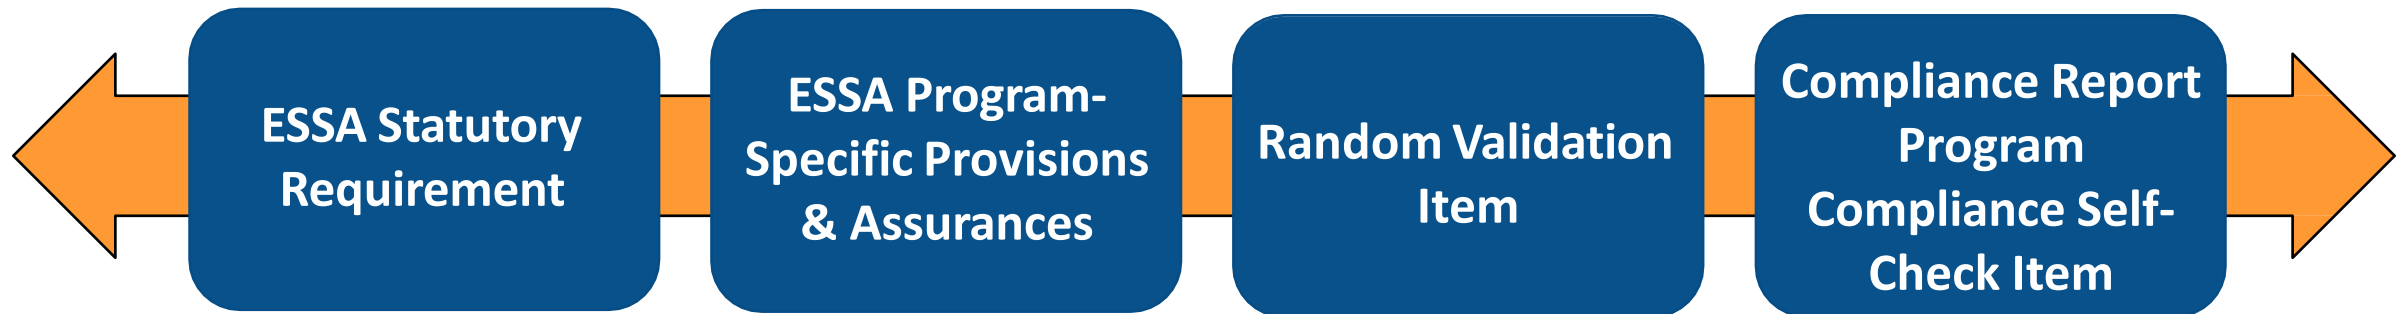 ESSA Statutory
Requirement
ESSA Program-
Specific Provisions
& Assurances
Random Validation
Item
Compliance Report
Program
Compliance Self-
Check Item